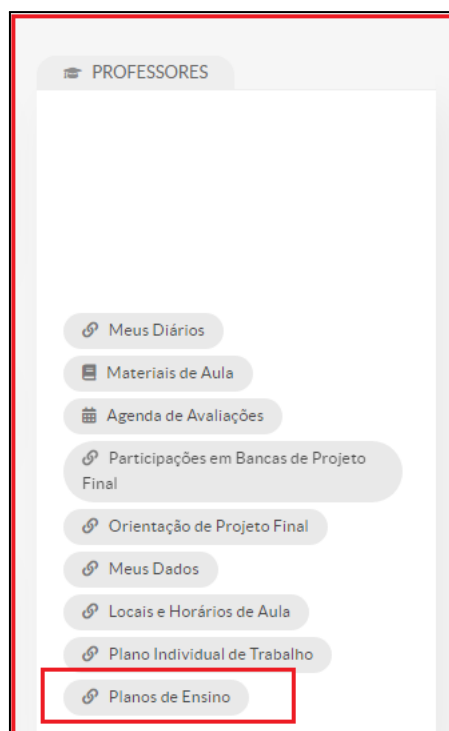 PROFESSORES
Meus Diários
Materiais de Aula
Agenda de Avaliações
Participações em Bancas de Projeto
Final
Orientação de Projeto Final
Meus Dados
Locais e Horários de Aula
Plano Individual de Trabalho
Planos de Ensino